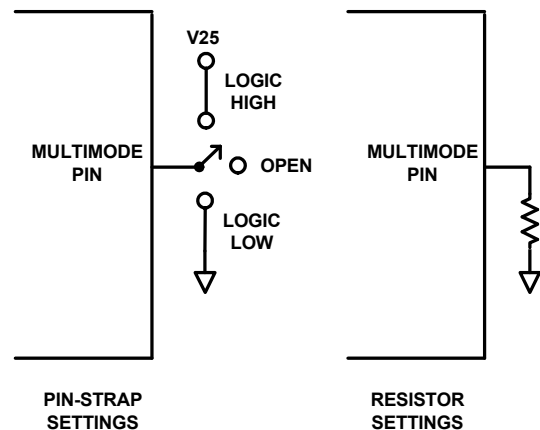 V25
LOGIC
HIGH
MULTIMODE
PIN
OPEN
LOGIC
LOW
PIN-STRAP
SETTINGS
MULTIMODE
PIN
RESISTOR
SETTINGS